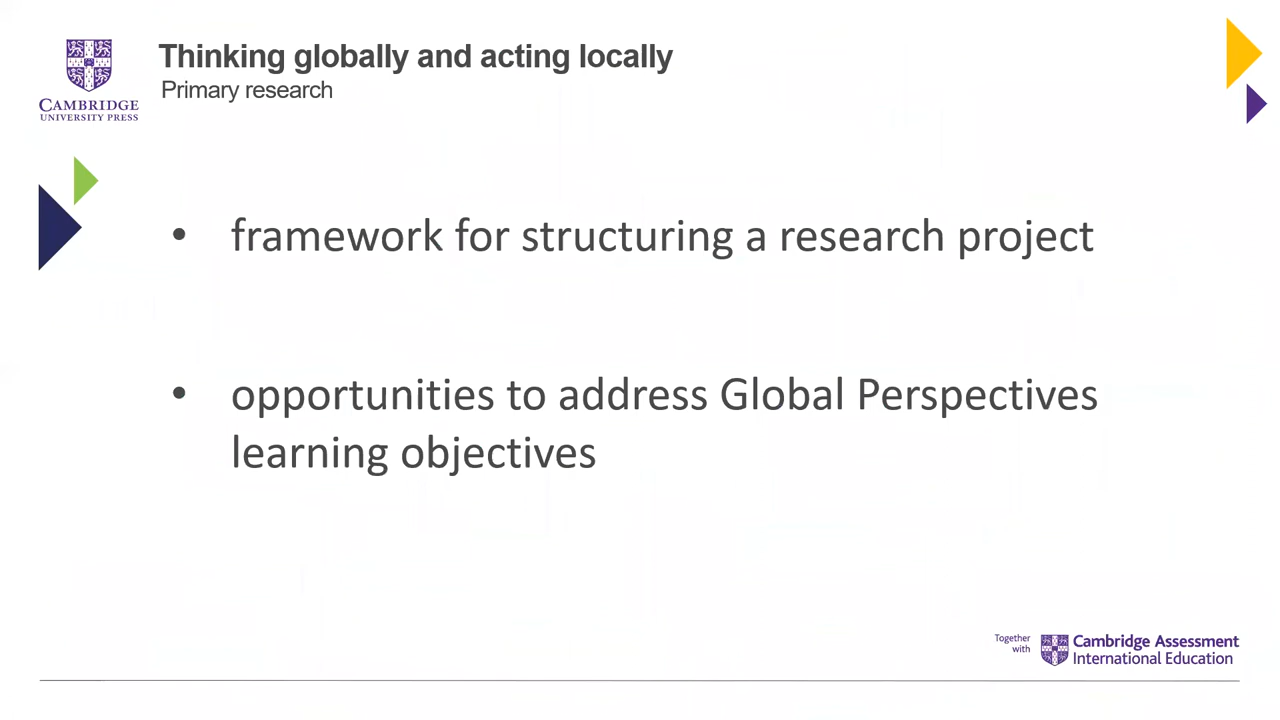 Thinking globally and acting locally
Primary research
CAMBRIDGE
UNIVERSITY PRESS
• framework for structuring a research project
• opportunities to address Global Perspectives
learning objectives
Together
with
Cambridge Assessment
International Education